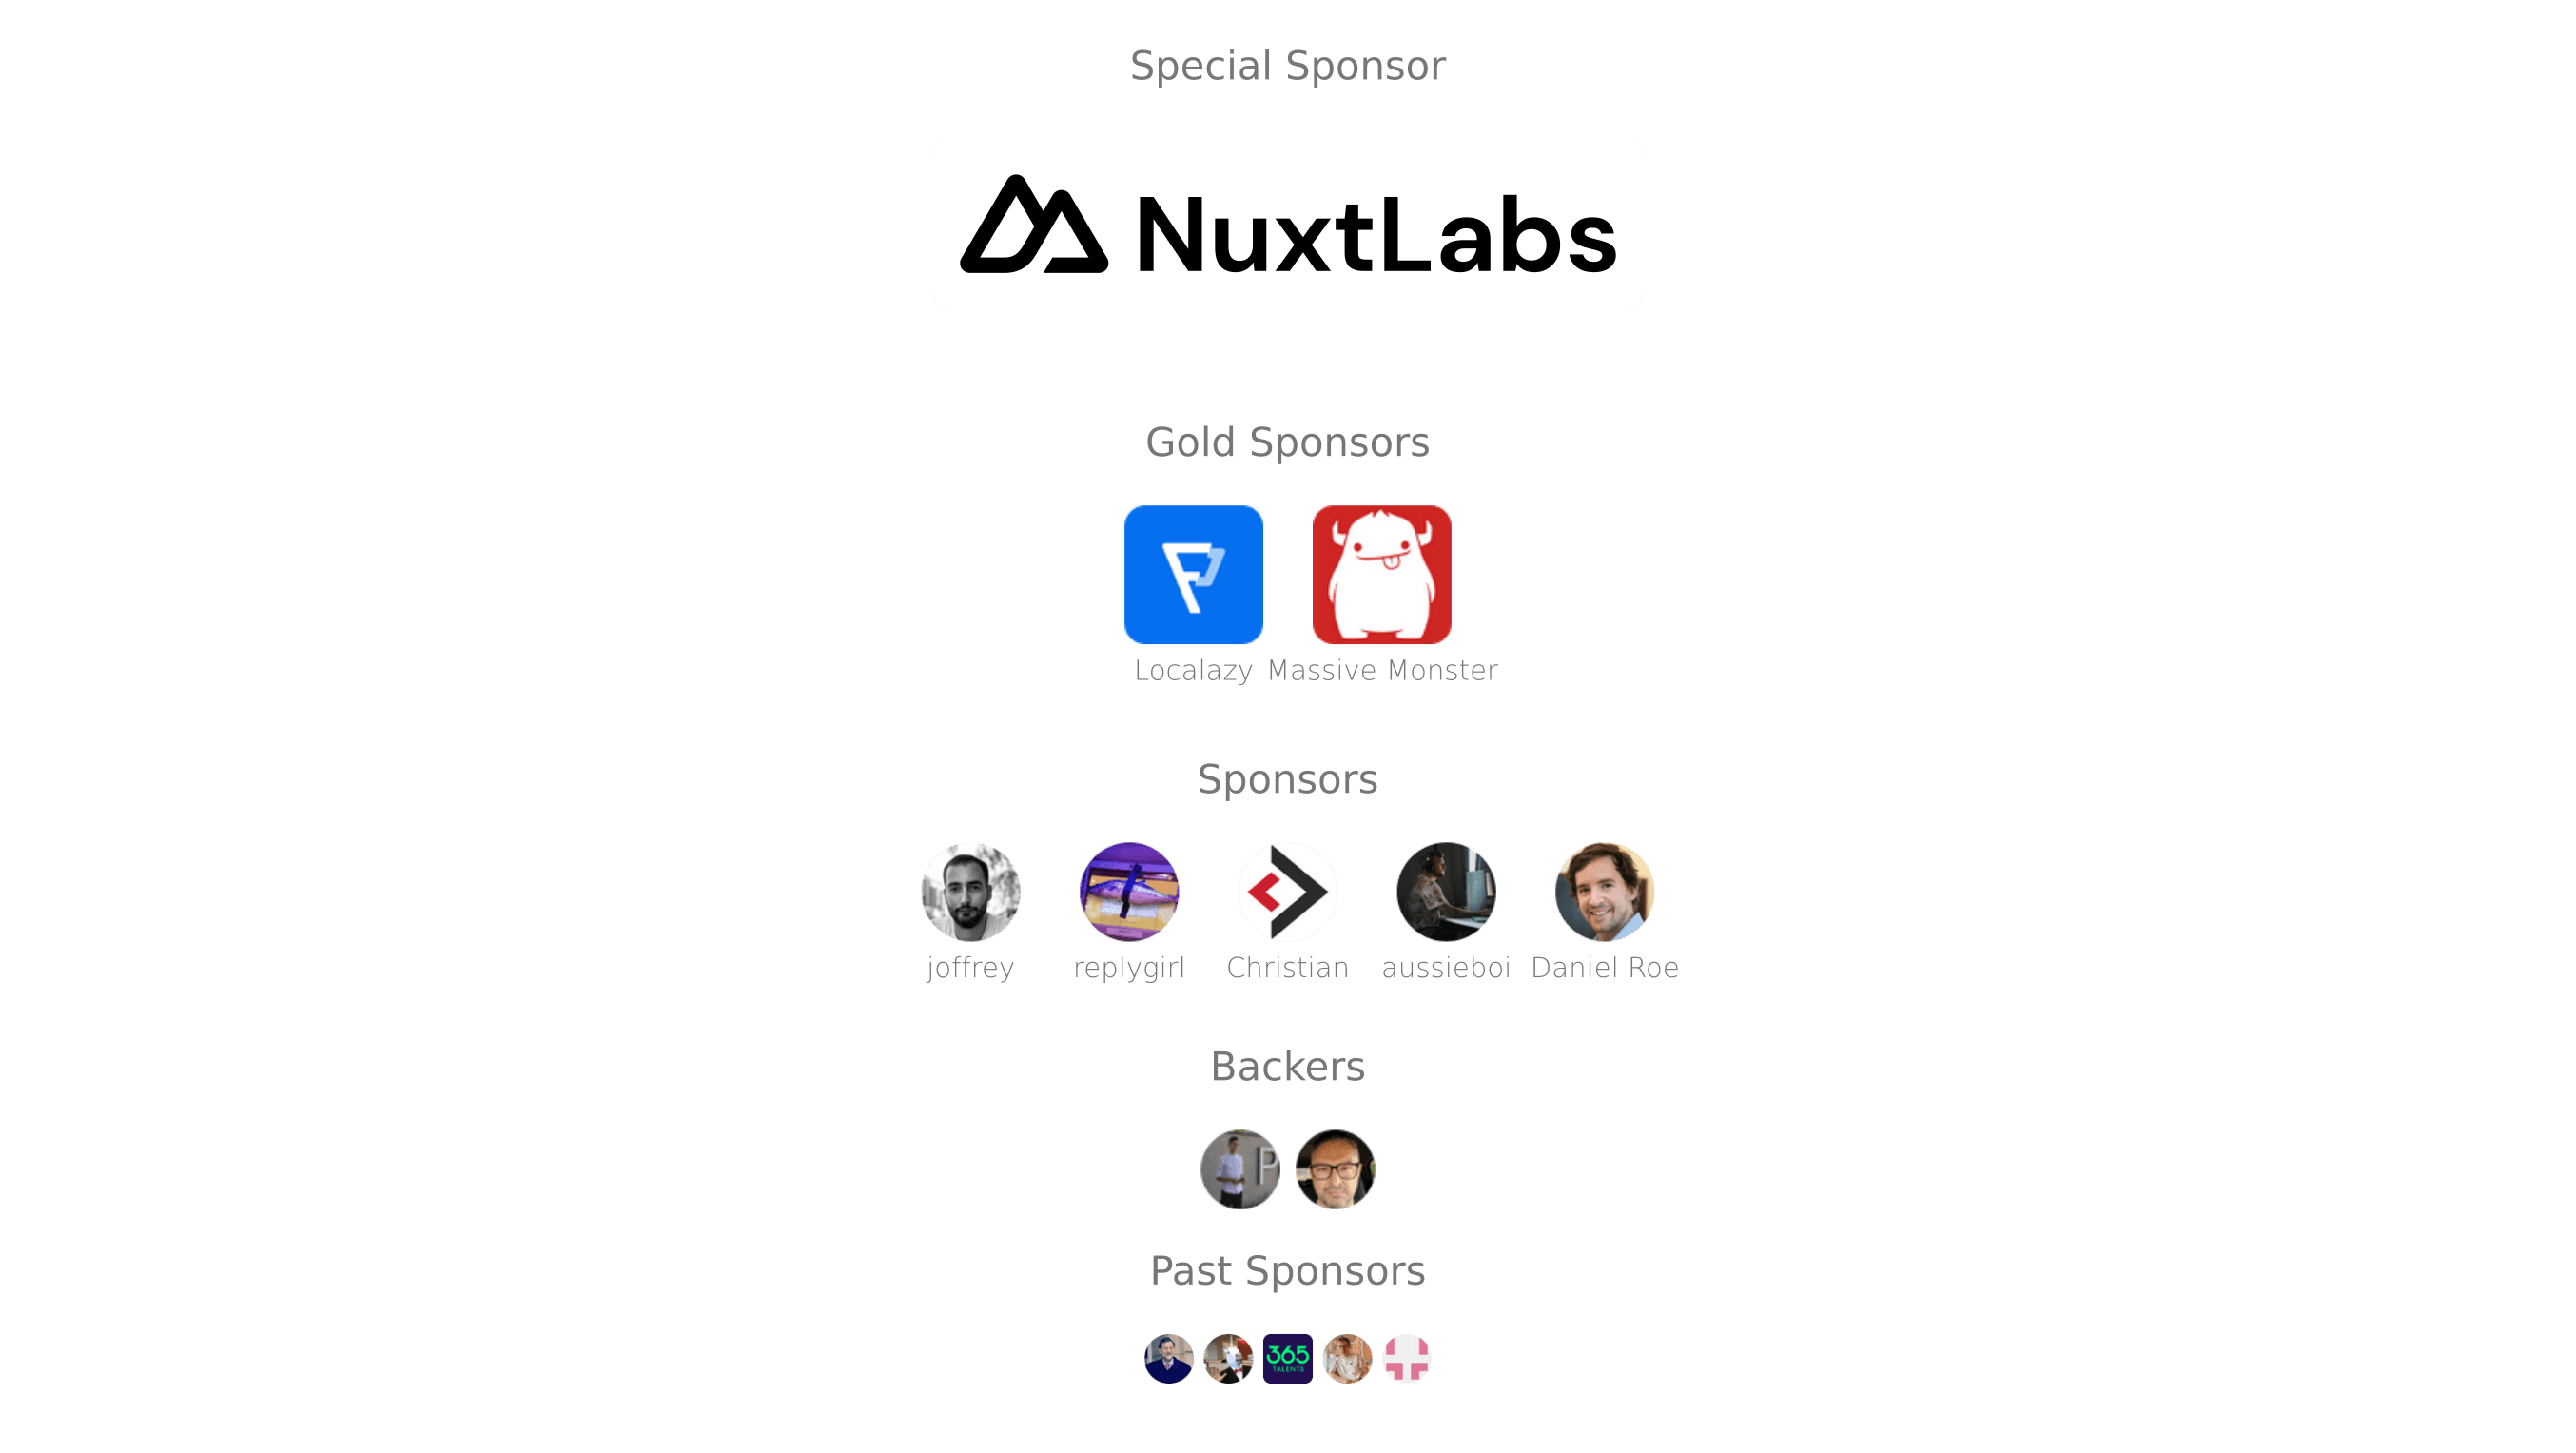 Special Sponsor
NuxtLabs
Gold Sponsors
Localazy Massive Monster
Sponsors
joffrey replygirl Christian aussieboi Daniel Roe
Backers
P
Past Sponsors
365
TALENTS